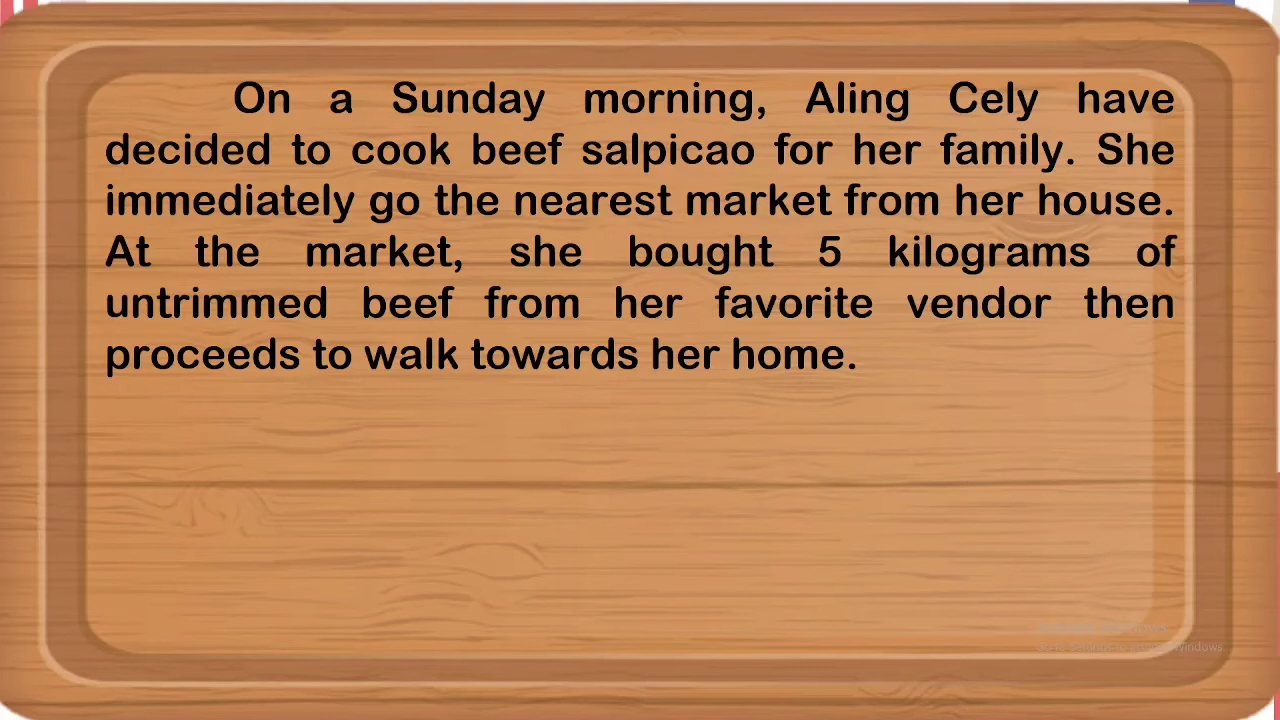 On a Sunday morning, Aling Cely have
decided to cook beef salpicao for her family. She
immediately go the nearest market from her house.
At the market, she bought 5 kilograms of
untrimmed beef from her favorite vendor then
proceeds to walk towards her home.
Windows